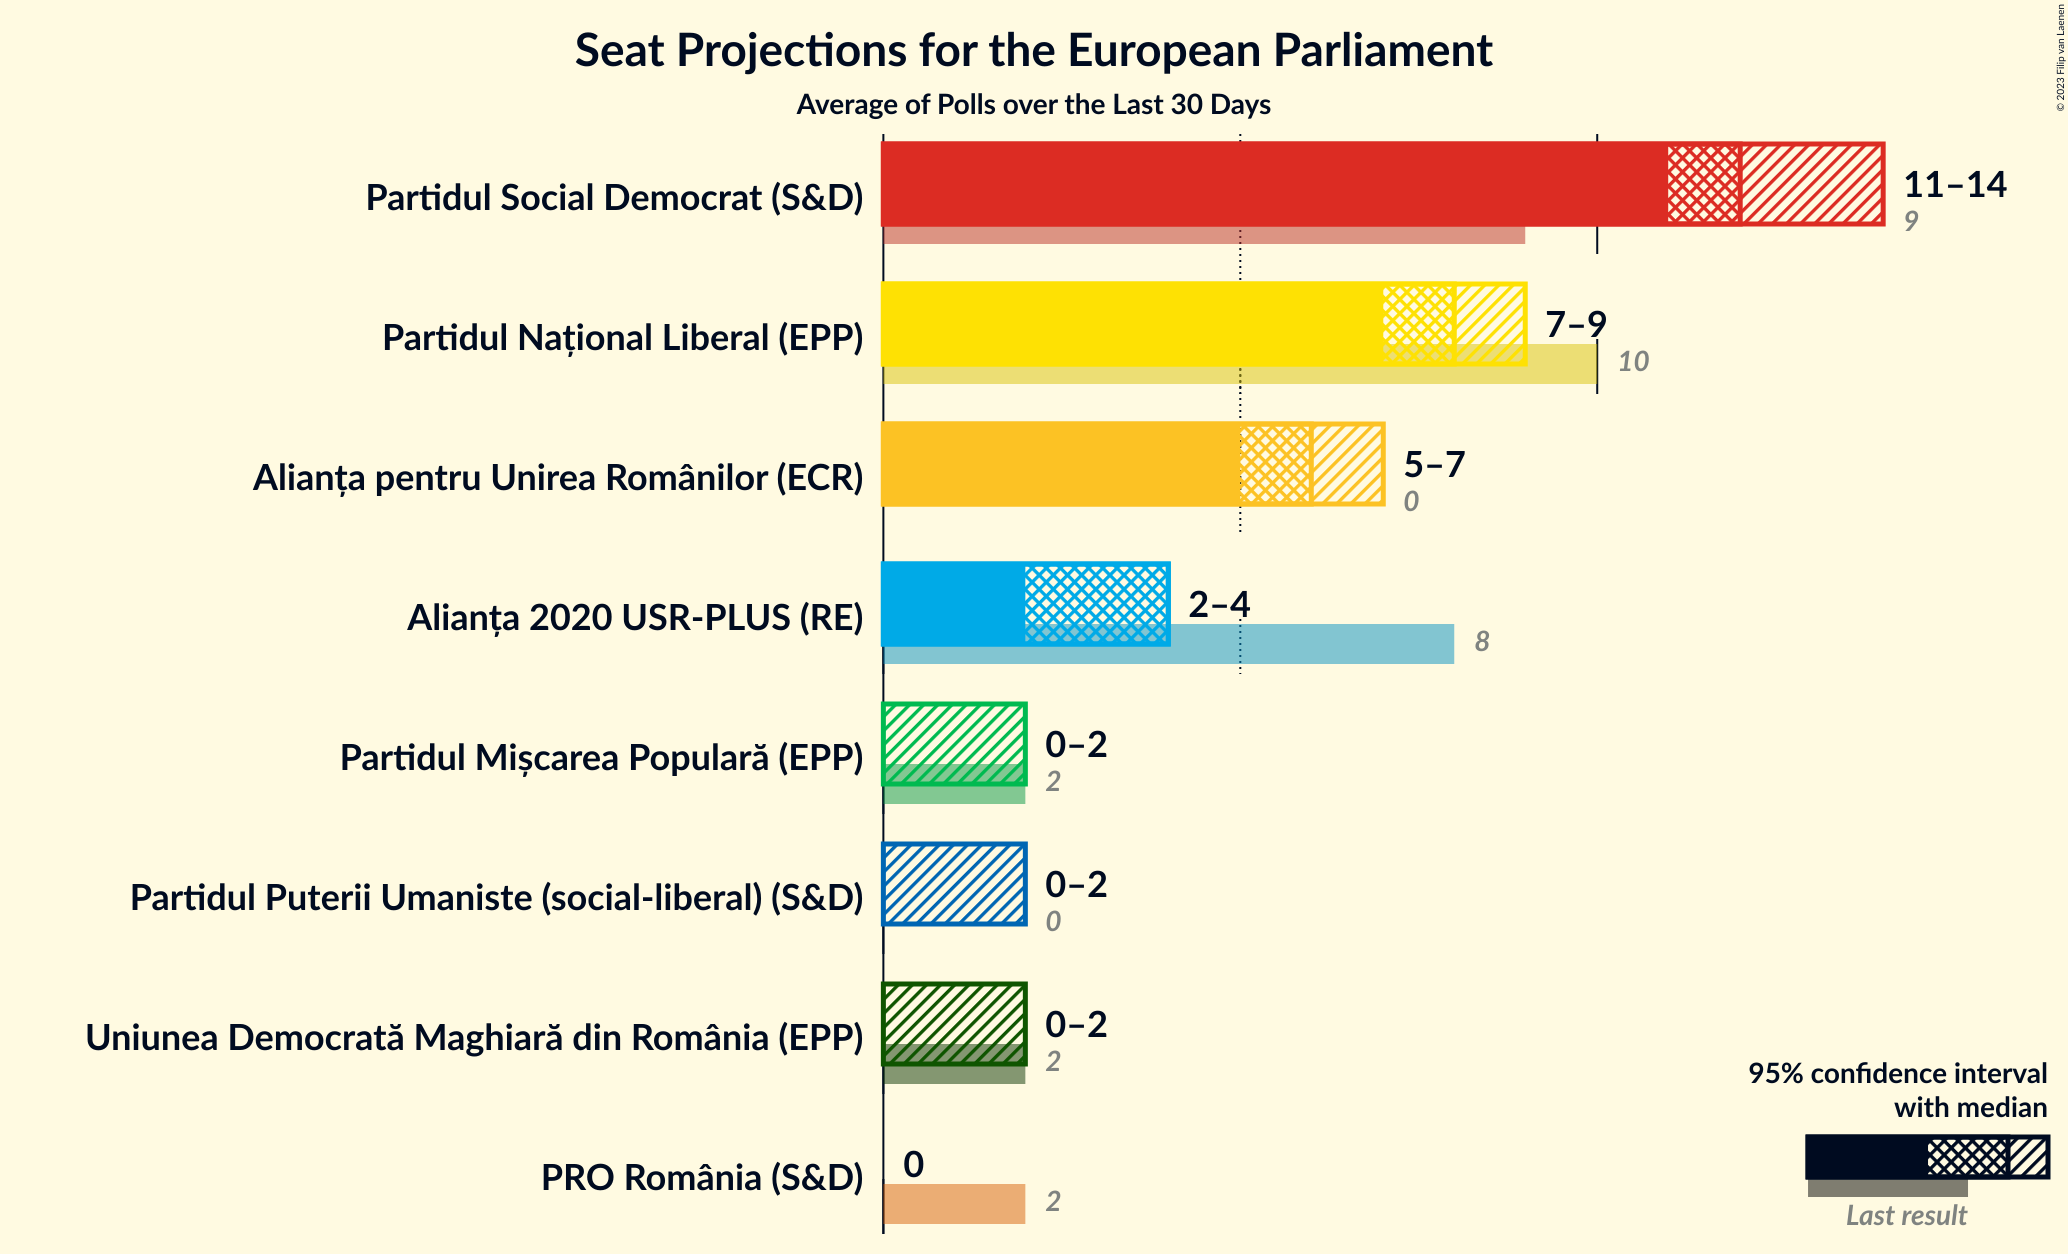 Seat Projections for the European Parliament
Average of Polls over the Last 30 Days
© 2023 Filip van Laenen
Partidul Social Democrat (S&D)
11–14
9
Partidul Național Liberal (EPP)
7–9
10
Alianța pentru Unirea Românilor (ECR)
5–7
0
Alianța 2020 USR-PLUS (RE)
2–4
8
Partidul Mișcarea Populară (EPP)
0–2
2
Partidul Puterii Umaniste (social-liberal) (S&D)
0–2
0
Uniunea Democrată Maghiară din România (EPP)
0–2
2
PRO România (S&D)
0
2
95% confidence interval
with median
Last result